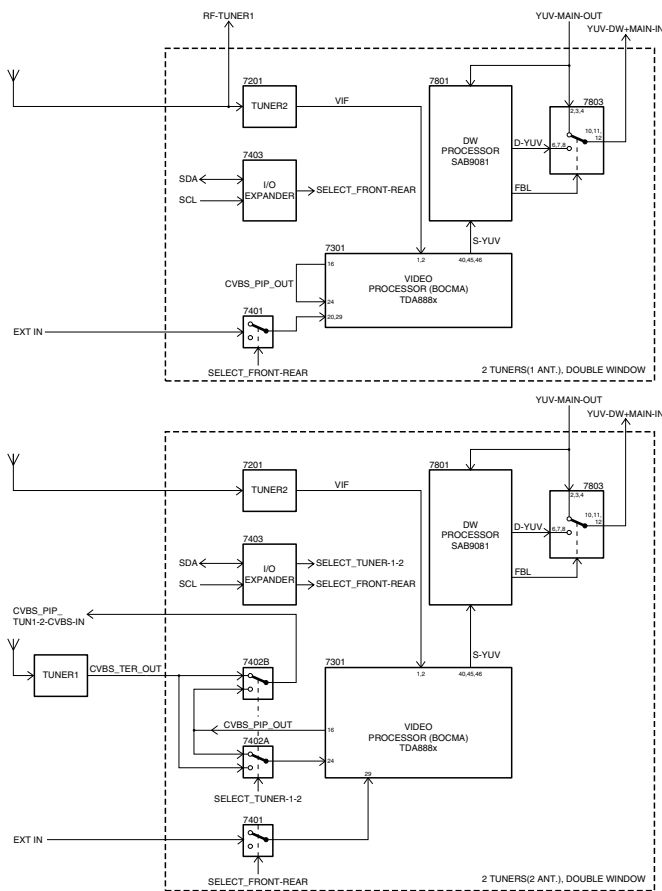 RF-TUNER1
YUV-MAIN-OUT
YUV-DW+MAIN-IN
7201
TUNER2
VIF
7801
DW
PROCESSOR
SAB9081
7803
2,3,4
10,11,
12
D-YUV
6,7,8
FBL
7403
SDA
SCL
I/O
EXPANDER
SELECT_FRONT-REAR
S-YUV
7301
1,2
40,45,46
16
CVBS_PIP_OUT
24
VIDEO
PROCESSOR (BOCMA)
TDA888x
7401
20,29
EXT IN
SELECT_FRONT-REAR
2 TUNERS(1 ANT.), DOUBLE WINDOW
YUV-MAIN-OUT
YUV-DW+MAIN-IN
7201
TUNER2
VIF
7801
DW
PROCESSOR
SAB9081
7803
2,3,4
10,11,
12
D-YUV
6,7,8
FBL
7403
SDA
SCL
I/O
EXPANDER
SELECT_TUNER-1-2
SELECT_FRONT-REAR
CVBS_PIP_
TUN1-2-CVBS-IN
S-YUV
TUNER1
CVBS_TER_OUT
7402B
7301
1,2
40,45,46
CVBS_PIP_OUT
16
VIDEO
PROCESSOR (BOCMA)
TDA888x
7402A
24
29
SELECT_TUNER-1-2
7401
EXT IN
SELECT_FRONT-REAR
2 TUNERS(2 ANT.), DOUBLE WINDOW